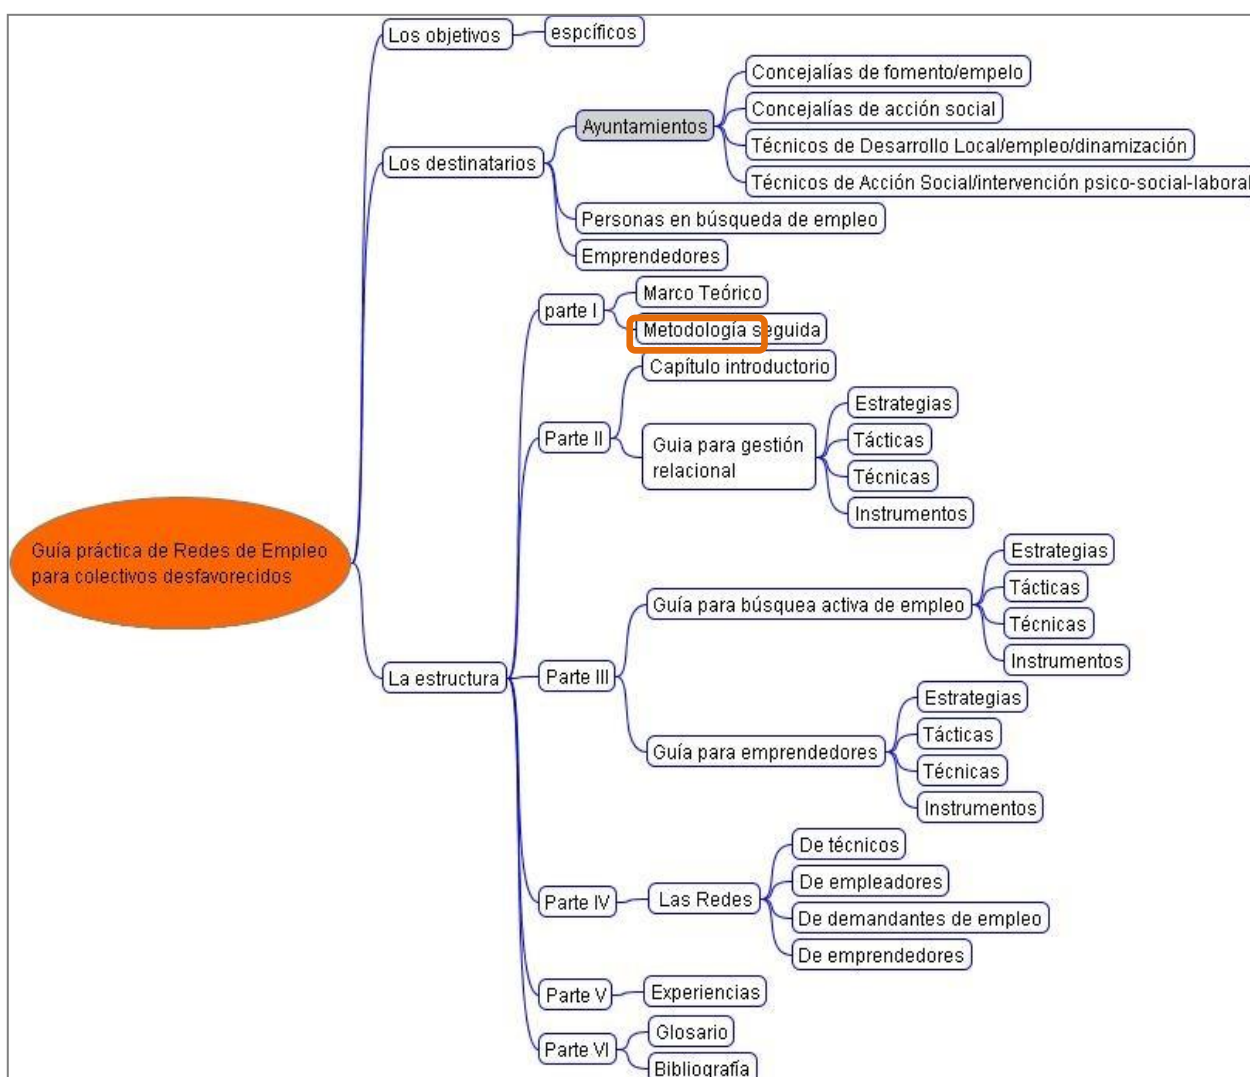 Los objetivos
espcíficos
Los destinatarios
Ayuntamientos
Concejalías de fomento/empelo
Concejalías de acción social
Técnicos de Desarrollo Local/empleo/dinamización
Técnicos de Acción Social/intervención psico-social-laboral
Personas en búsqueda de empleo
Emprendedores
Guía práctica de Redes de Empleo
para colectivos desfavorecidos
La estructura
parte I
Marco Teórico
Metodología seguida
Parte II
Capítulo introductorio
Guia para gestión
relacional
Estrategias
Tácticas
Técnicas
Instrumentos
Parte III
Guía para búsquea activa de empleo
Estrategias
Tácticas
Técnicas
Instrumentos
Guía para emprendedores
Estrategias
Tácticas
Técnicas
Instrumentos
Parte IV
Las Redes
De técnicos
De empleadores
De demandantes de empleo
De emprendedores
Parte V
Experiencias
Parte VI
Glosario
Bibliografía